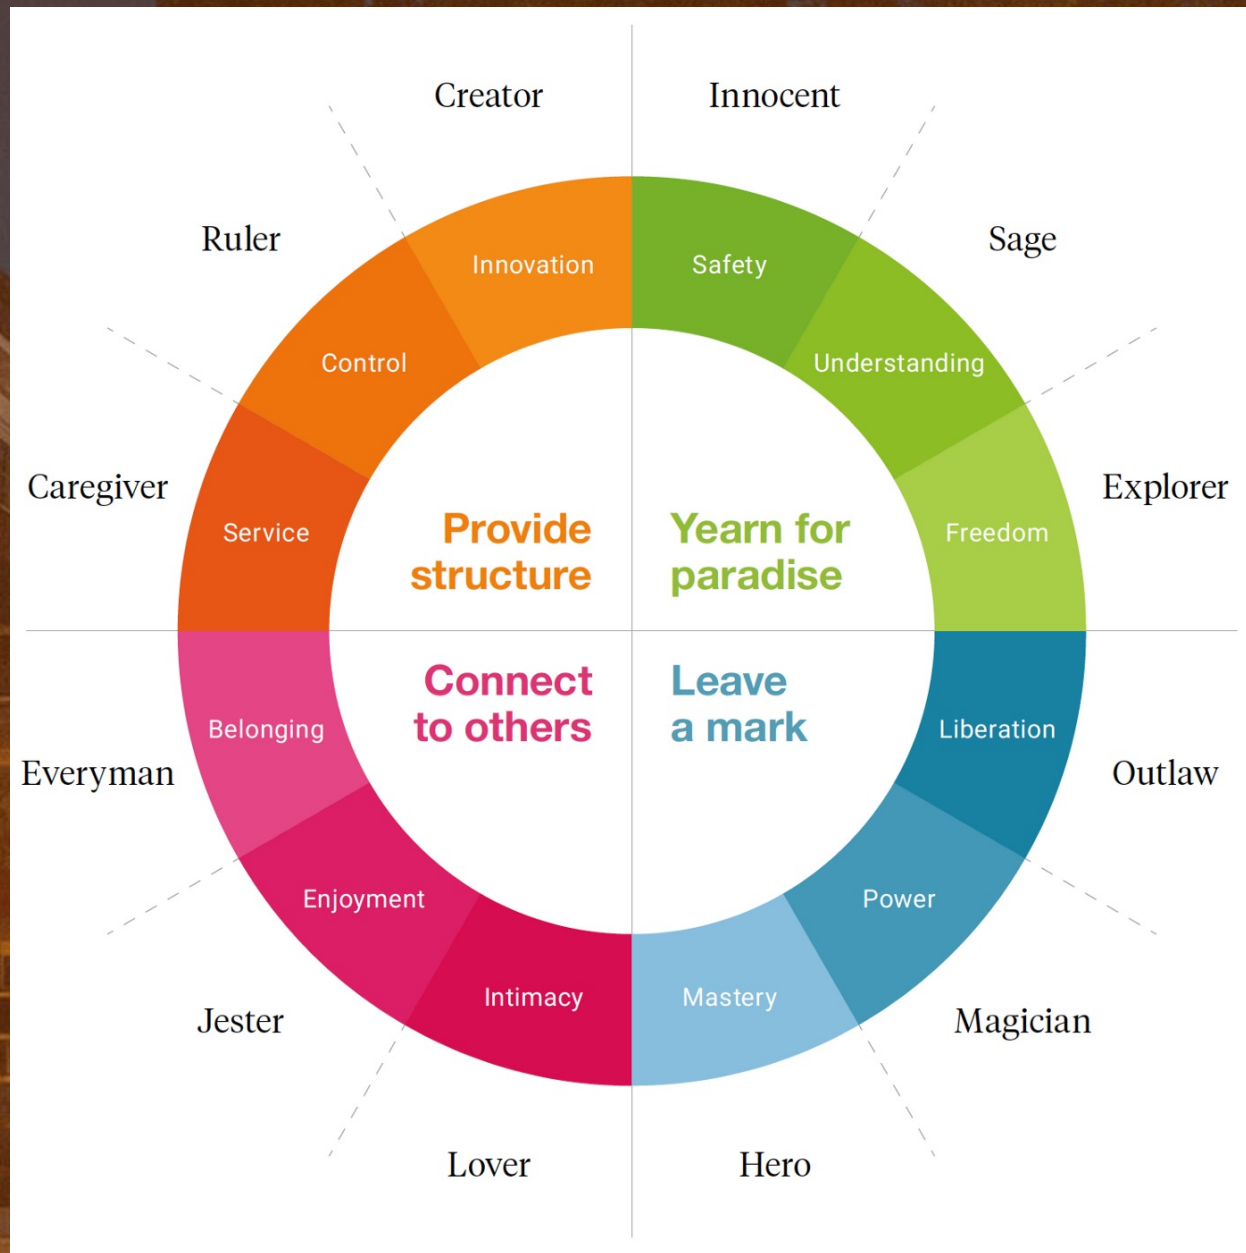 Creator
Innocent
Ruler
Sage
Innovation
Safety
Control
Understanding
Caregiver
Explorer
Service
Freedom
Provide
structure
Yearn for
paradise
Connect
to others
Leave
a mark
Belonging
Liberation
Everyman
Outlaw
Enjoyment
Power
Intimacy
Mastery
Jester
Magician
Lover
Hero